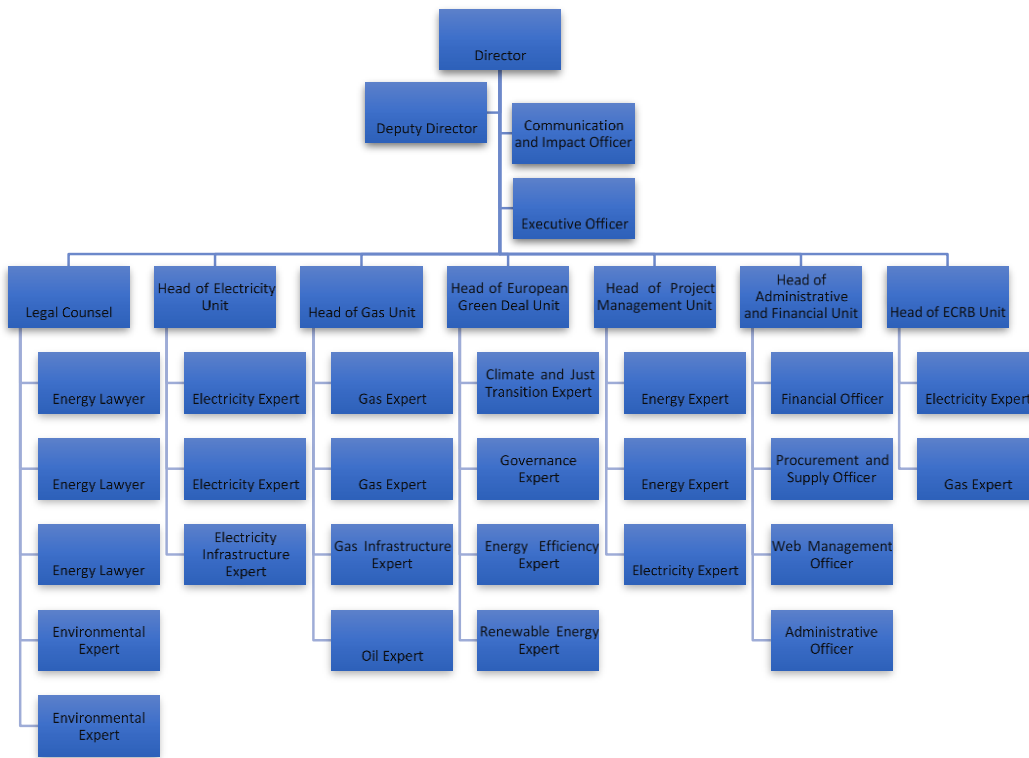 Director
Deputy Director
Communication
and Impact Officer
Executive Officer
Legal Counsel
Head of Electricity
Unit
Head of Gas Unit
Head of European
Green Deal Unit
Head of Project
Management Unit
Head of
Administrative
and Financial Unit
Head of ECRB Unit
Energy Lawyer
Energy Lawyer
Energy Lawyer
Environmental
Expert
Environmental
Expert
Electricity Expert
Electricity Expert
Electricity
Infrastructure
Expert
Gas Expert
Gas Expert
Gas Infrastructure
Expert
Oil Expert
Climate and Just
Transition Expert
Governance
Expert
Energy Efficiency
Expert
Renewable Energy
Expert
Energy Expert
Energy Expert
Electricity Expert
Financial Officer
Procurement and
Supply Officer
Web Management
Officer
Administrative
Officer
Electricity Expert
Gas Expert